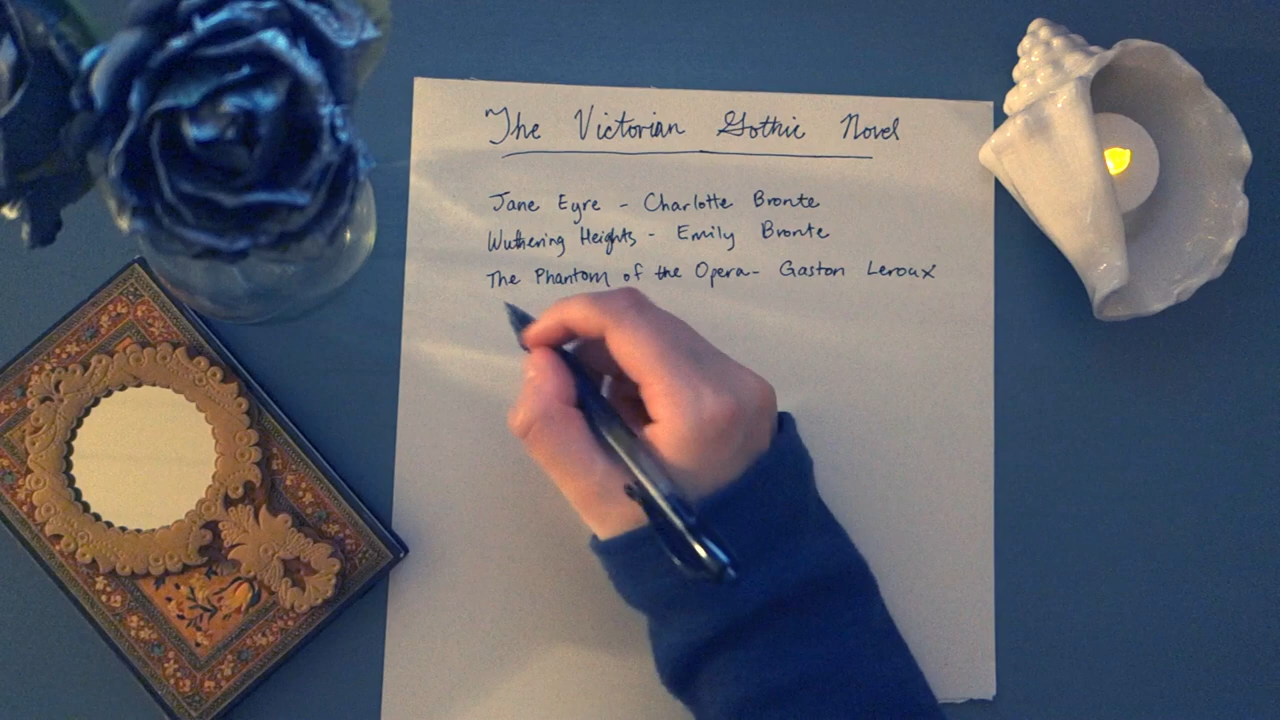 The Victorian Gothic Novel
Jane Eyre - Charlotte Bronte
Wuthering Heights - Emily Bronte
The Phantom of the Opera - Gaston Leroux